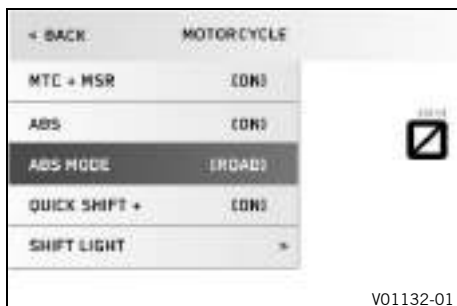 < BACK MOTORCYCLE
MTC + MSR [ON]
ABS [ON]
ABS MODE [ROAD]
QUICK SHIFT + [ON]
SHIFT LIGHT »
V01132-01